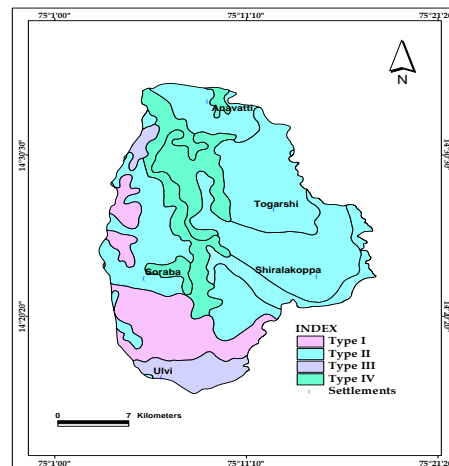 75°1'00" 75°11'10" 75°21'20"
N
Anavatti
14°30'30"
Togarshi
Soraba
Shiralakoppa
14°20'20"
INDEX
Type I
Type II
Type III
Type IV
Settlements
Ulvi
0 7 Kilometers
75°1'00" 75°11'10" 75°21'20"